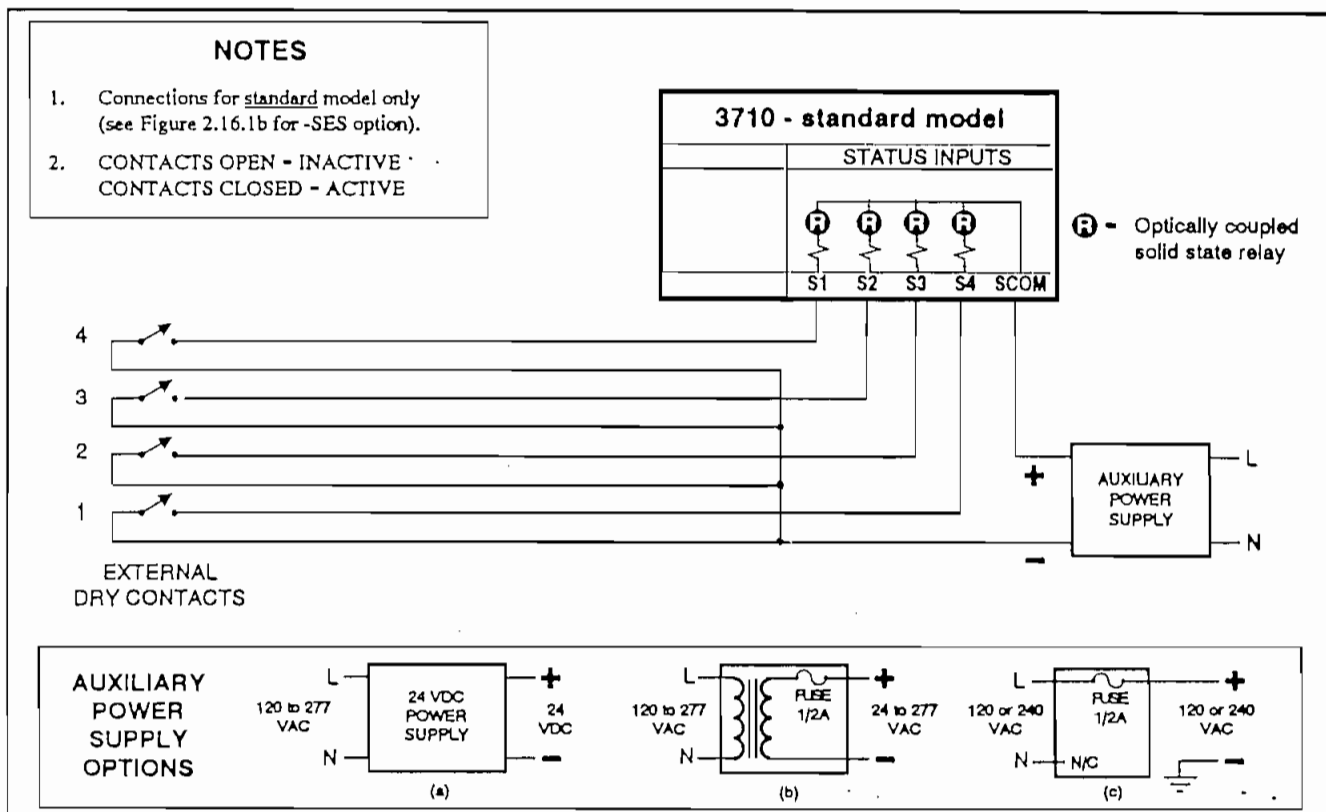 NOTES
1. Connections for standard model only
(see Figure 2.16.1b for -SES option).
2. CONTACTS OPEN - INACTIVE
CONTACTS CLOSED - ACTIVE
3710 - standard model
STATUS INPUTS
R R R R
S1 S2 S3 S4 SCOM
R - Optically coupled
solid state relay
4
3
2
1
EXTERNAL
DRY CONTACTS
+
-
AUXILIARY
POWER
SUPPLY
L
N
AUXILIARY
POWER
SUPPLY
OPTIONS
L
120 to 277
VAC
N
24 VDC
POWER
SUPPLY
+
24
VDC
-
(a)
L
120 to 277
VAC
N
FUSE
1/2A
+
24 to 277
VAC
-
(b)
L
120 or 240
VAC
N
FUSE
1/2A
N/C
+
120 or 240
VAC
-
(c)